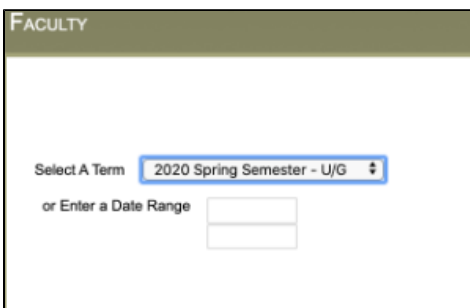 FACULTY
Select A Term 2020 Spring Semester - U/G
or Enter a Date Range